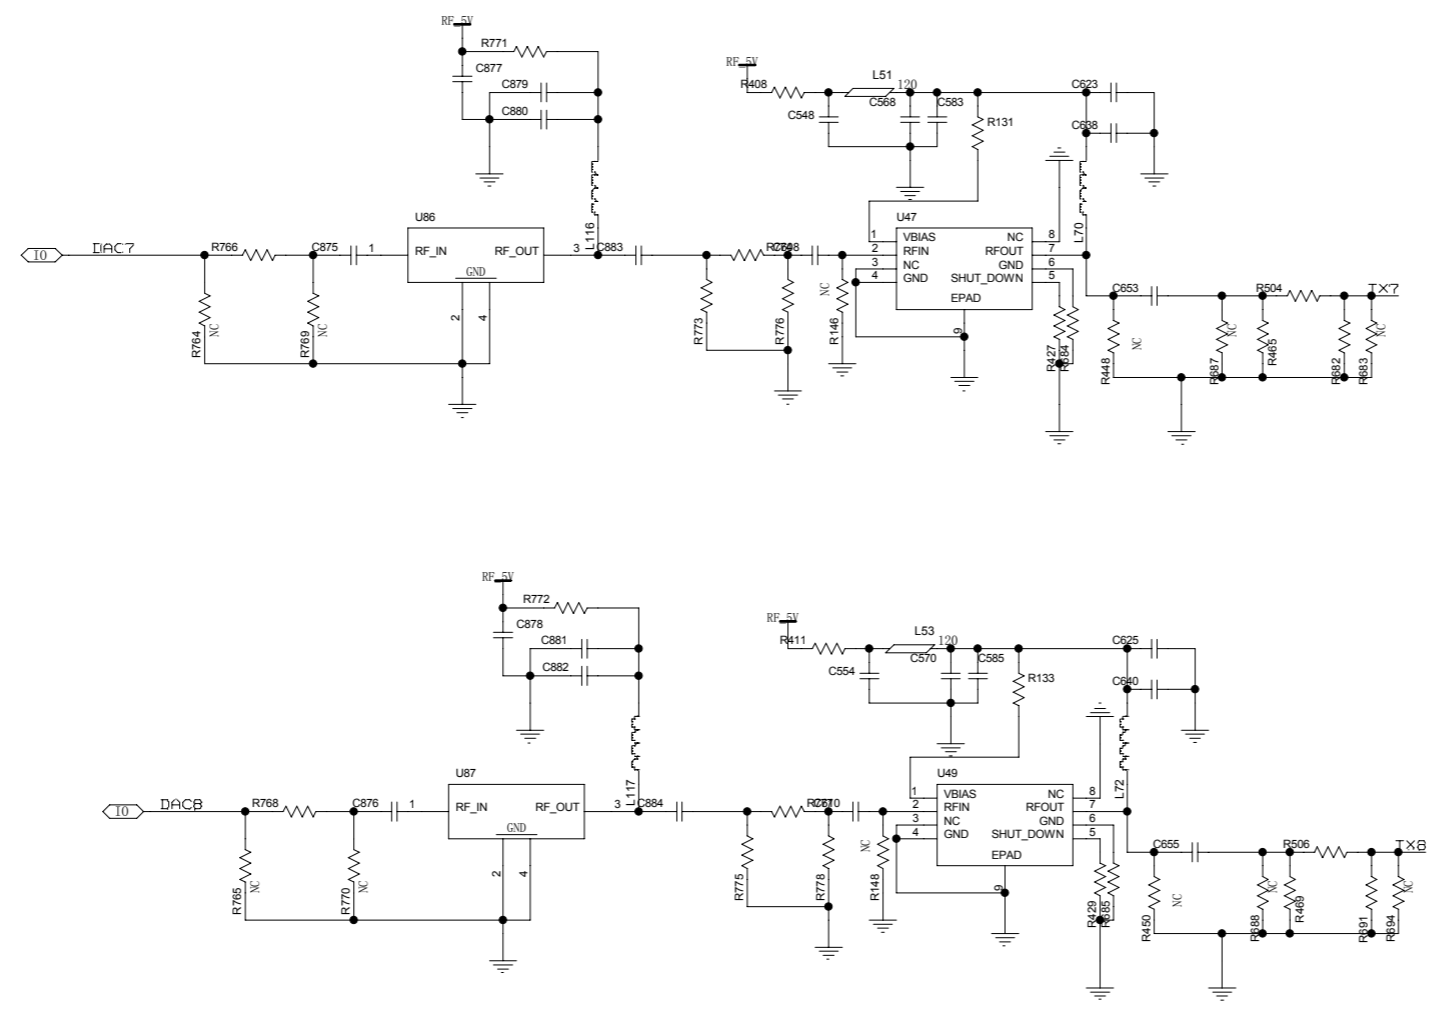 RF_5V
R771
C877
C879
C880
L116
RF_5V
R408
L51
120
C548
C568
C583
R131
C623
C638
L70
IO
DAC7
R766
C875
1
U86
RF_IN
RF_OUT
GND
2
4
3
C883
R764
NC
R769
NC
R773
R776
NC
R146
U47
1
VBIAS
2
RFIN
3
NC
4
GND
NC
8
RFOUT
7
GND
6
SHUT_DOWN
5
EPAD
9
R427
R684
C653
R504
TX7
R448
NC
R687
NC
R465
R682
R683
NC
RF_5V
R772
C878
C881
C882
L117
RF_5V
R411
L53
120
C554
C570
C585
R133
C625
C640
L72
IO
DAC8
R768
C876
1
U87
RF_IN
RF_OUT
GND
2
4
3
C884
R765
NC
R770
NC
R775
R778
NC
R148
U49
1
VBIAS
2
RFIN
3
NC
4
GND
NC
8
RFOUT
7
GND
6
SHUT_DOWN
5
EPAD
9
R429
R685
C655
R506
TX8
R450
NC
R688
NC
R469
R691
R694
NC